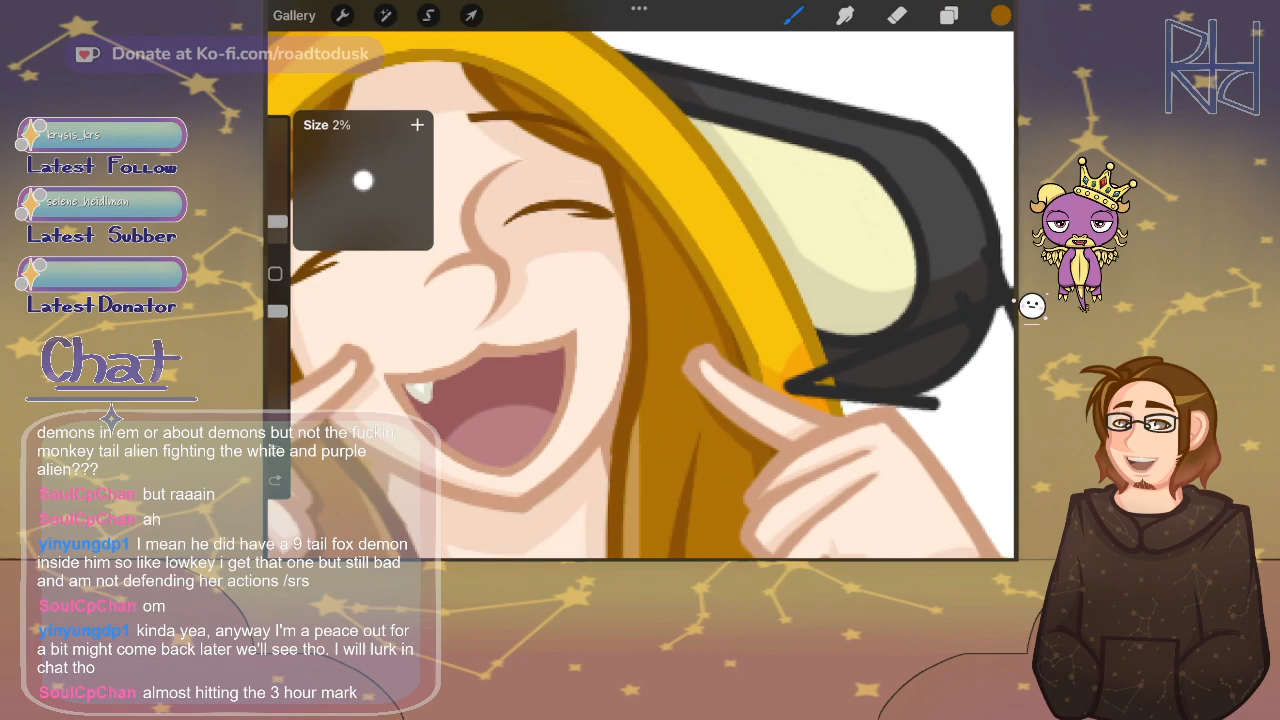 Gallery
Donate at Ko-fi.com/roadtodusk
Size 2%
krysis_krs
Latest Follow
selene_heidlman
Latest Subber
Latest Donator
Chat
demons in em or about demons but not the fuckin
monkey tail alien fighting the white and purple
alien???
SoulCpChan but raaain
SoulCpChan ah
yinyungdp1 I mean he did have a 9 tail fox demon
inside him so like lowkey i get that one but still bad
and am not defending her actions /srs
SoulCpChan om
yinyungdp1 kinda yea, anyway I'm a peace out for
a bit might come back later we'll see tho. I will lurk in
chat tho
SoulCpChan almost hitting the 3 hour mark